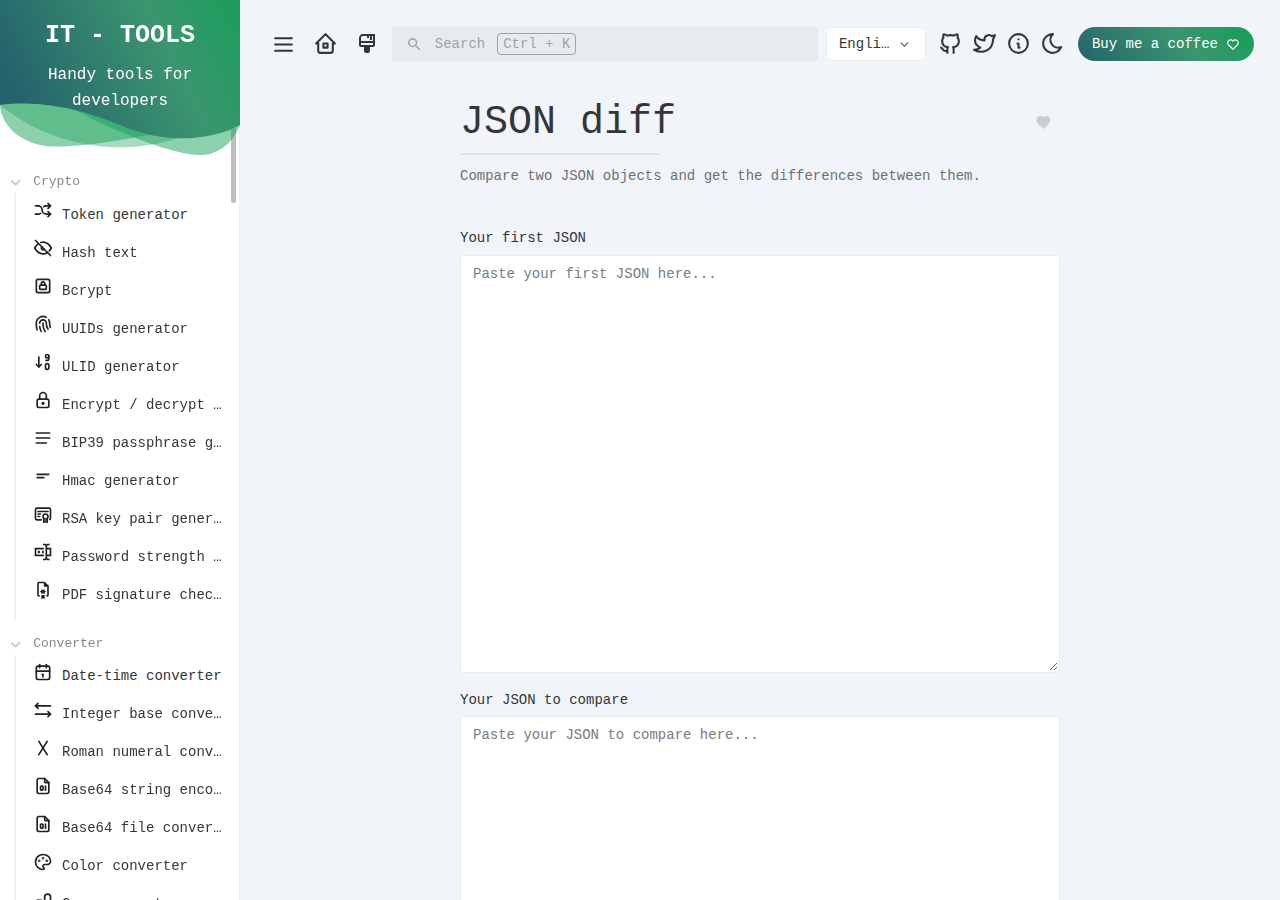 IT - TOOLS
Handy tools for
developers
Search Ctrl + K
Engli…
Buy me a coffee
Crypto
Token generator
Hash text
Bcrypt
UUIDs generator
ULID generator
Encrypt / decrypt …
BIP39 passphrase g…
Hmac generator
RSA key pair gener…
Password strength …
PDF signature chec…
Converter
Date-time converter
Integer base conve…
Roman numeral conv…
Base64 string enco…
Base64 file conver…
Color converter
JSON diff
Compare two JSON objects and get the differences between them.
Your first JSON
Paste your first JSON here...
Your JSON to compare
Paste your JSON to compare here...